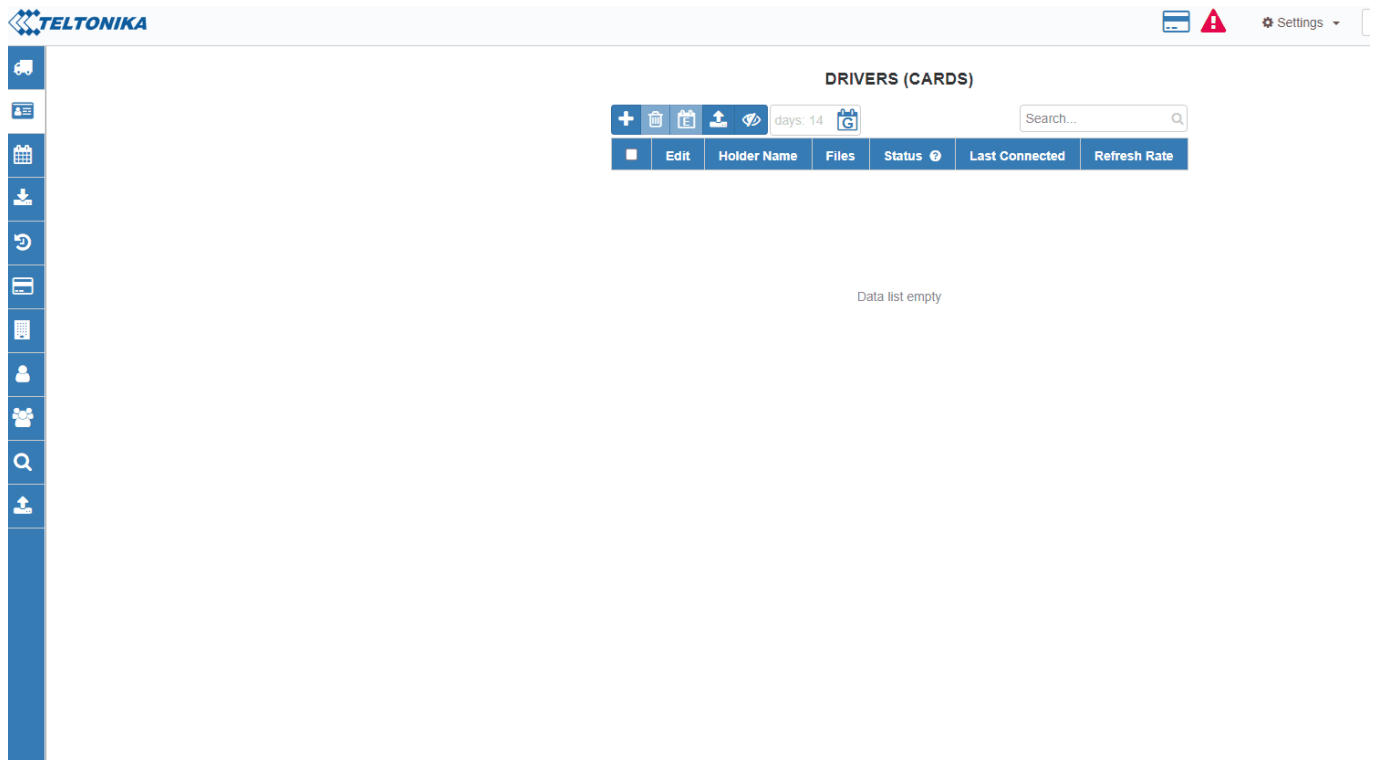 TELTONIKA
Settings
DRIVERS (CARDS)
E
days: 14
G
Search...
Edit Holder Name Files Status ? Last Connected Refresh Rate
Data list empty